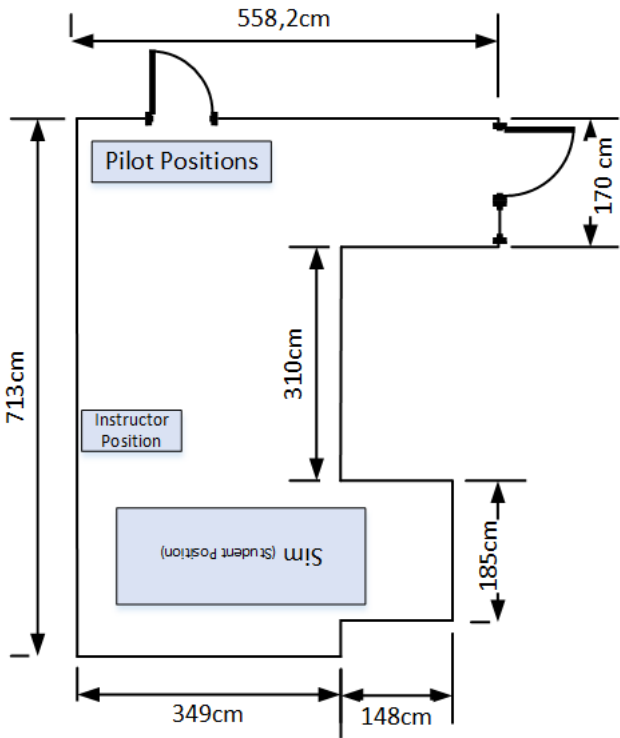 558,2cm
Pilot Positions
170 cm
713cm
310cm
Instructor
Position
Sim (Student Position)
185cm
349cm
148cm